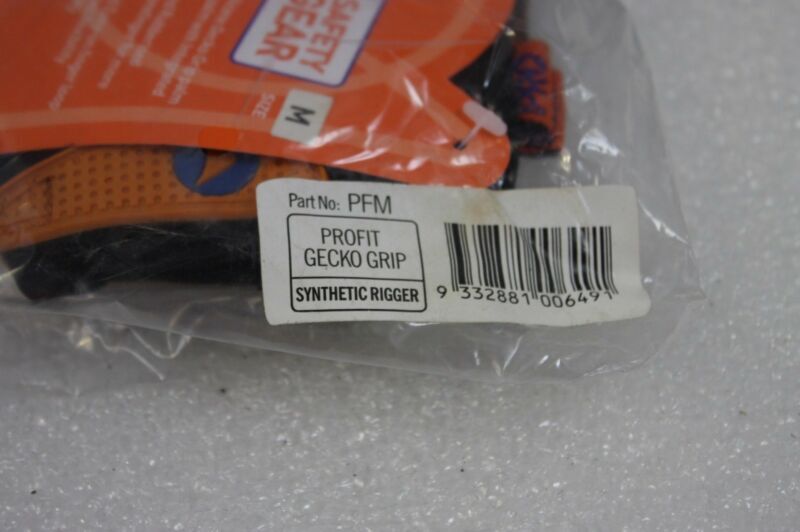 SAFETY
GEAR
SIZE
M
Part No: PFM
PROFIT
GECKO GRIP
SYNTHETIC RIGGER
9 332881 006491